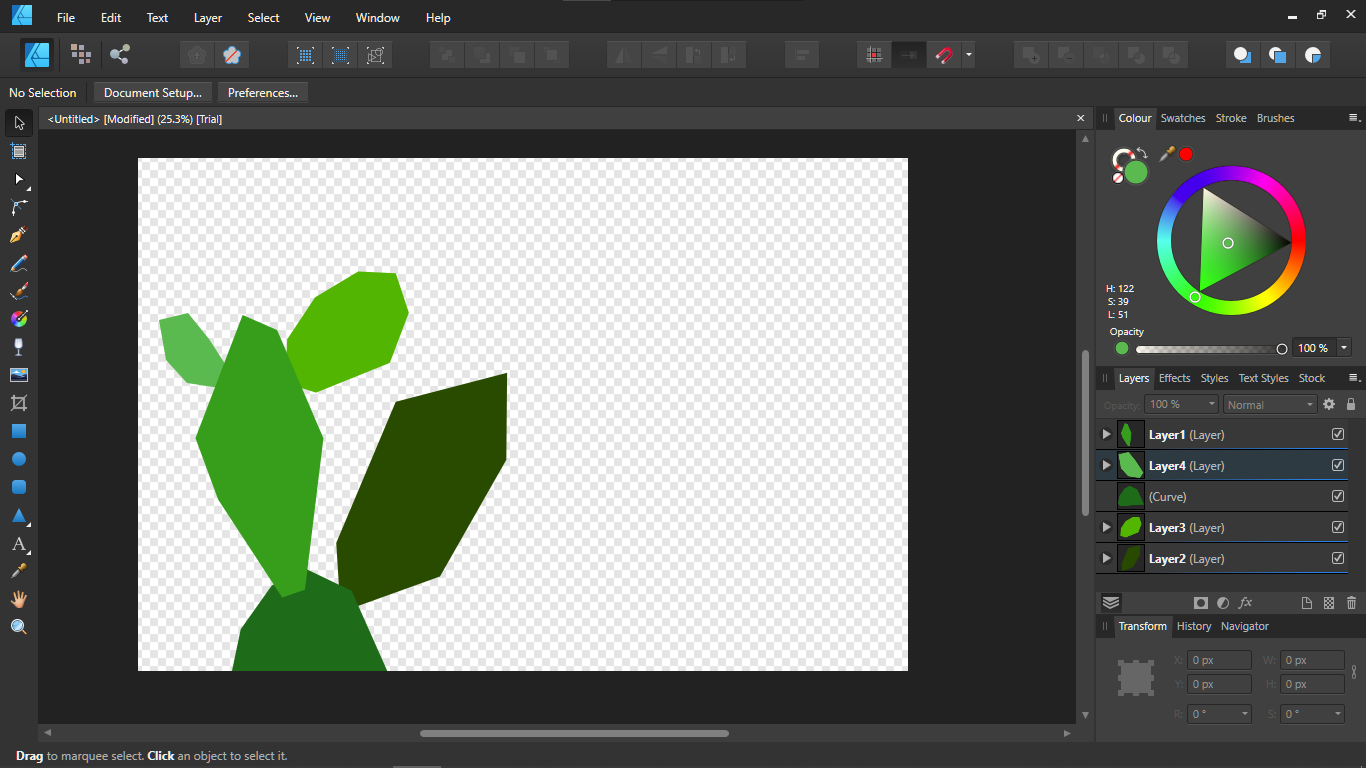 File Edit Text Layer Select View Window Help
No Selection Document Setup... Preferences...
<Untitled> [Modified] (25.3%) [Trial]
Colour Swatches Stroke Brushes
H: 122
S: 39
L: 51
Opacity
100 %
Layers Effects Styles Text Styles Stock
Opacity: 100 % Normal
Layer1 (Layer)
Layer4 (Layer)
(Curve)
Layer3 (Layer)
Layer2 (Layer)
fx
Transform History Navigator
X: 0 px W: 0 px
Y: 0 px H: 0 px
R: 0 ° S: 0 °
A
Drag to marquee select. Click an object to select it.